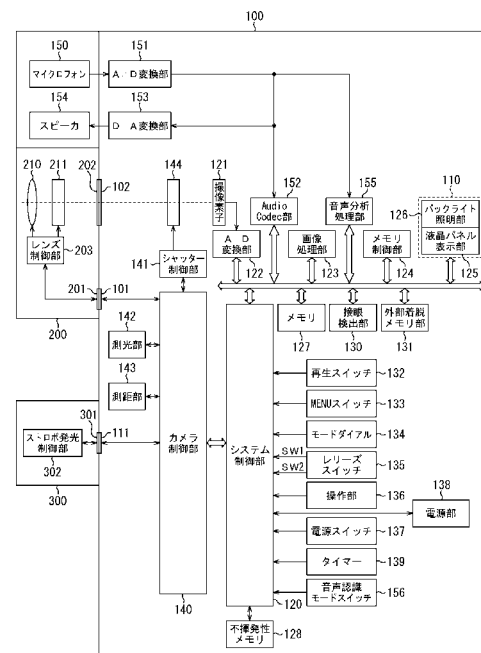 100
150
151
マイクロフォン
A／D変換部
154
153
スピーカ
D／A変換部
210
211
202
102
144
121
撮像素子
152
155
110
Audio
Codec部
音声分析
処理部
126
バックライト
照明部
液晶パネル
表示部
125
レンズ
制御部
203
141
シャッター
制御部
A／D
変換部
122
画像
処理部
123
メモリ
制御部
124
201
101
200
142
測光部
143
測距部
メモリ
127
接眼
検出部
130
外部着脱
メモリ部
131
301
111
ストロボ発光
制御部
302
300
カメラ
制御部
140
システム
制御部
120
再生スイッチ
132
MENUスイッチ
133
モードダイアル
134
SW1
SW2
レリーズ
スイッチ
135
操作部
136
138
電源部
電源スイッチ
137
タイマー
139
音声認識
モードスイッチ
156
不揮発性
メモリ
128